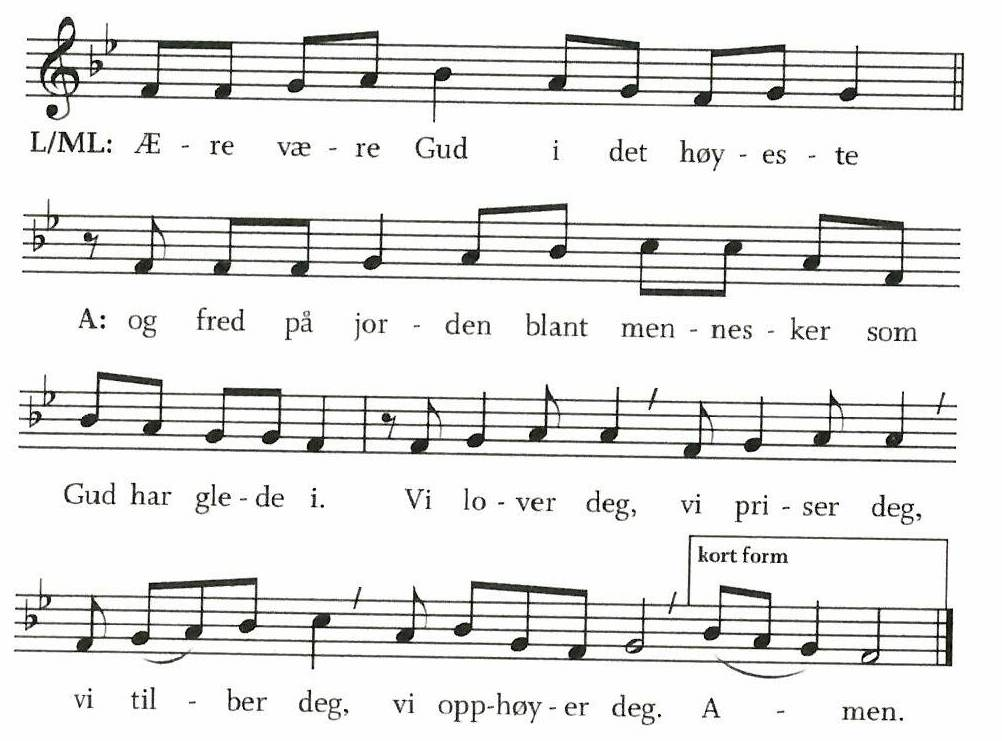 L/ML: Æ - re væ - re Gud i det høy - es - te
A: og fred på jor - den blant men - nes - ker som
Gud har gle - de i. Vi lo - ver deg, vi pri - ser deg,
kort form
vi til - ber deg, vi opp-høy - er deg. A - men.